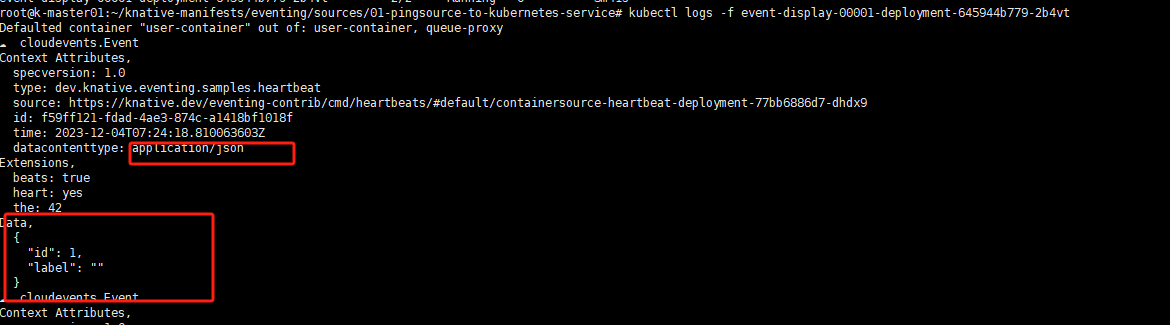 root@k-master01:~/knative-manifests/eventing/sources/01-pingsource-to-kubernetes-service# kubectl logs -f event-display-00001-deployment-645944b779-2b4vt
Defaulted container "user-container" out of: user-container, queue-proxy
☁ cloudevents.Event
Context Attributes,
  specversion: 1.0
  type: dev.knative.eventing.samples.heartbeat
  source: https://knative.dev/eventing-contrib/cmd/heartbeats/#default/containersource-heartbeat-deployment-77bb6886d7-dhdx9
  id: f59ff121-fdad-4ae3-874c-a1418bf1018f
  time: 2023-12-04T07:24:18.810063603Z
  datacontenttype: application/json
Extensions,
  beats: true
  heart: yes
  the: 42
Data,
  {
    "id": 1,
    "label": ""
  }
☁ cloudevents.Event
Context Attributes,